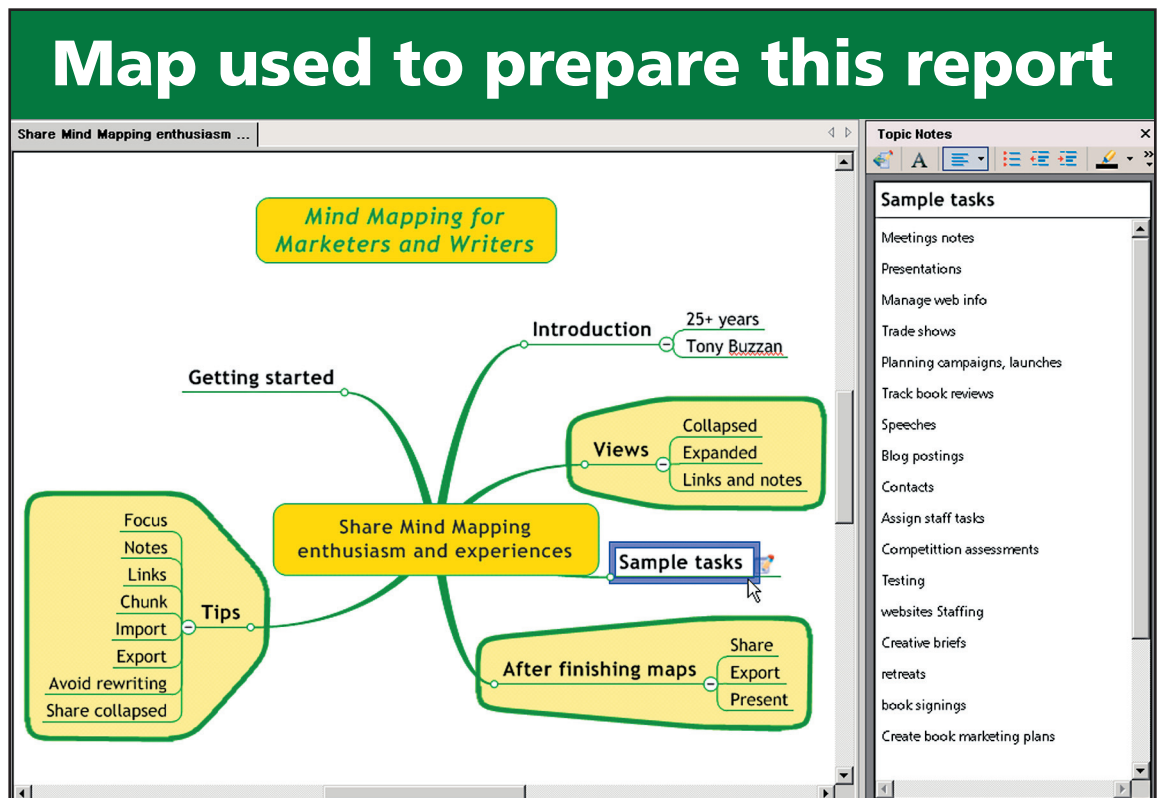 Map used to prepare this report
Share Mind Mapping enthusiasm ...
Mind Mapping for
Marketers and Writers
Introduction
25+ years
Tony Buzzan
Getting started
Views
Collapsed
Expanded
Links and notes
Share Mind Mapping
enthusiasm and experiences
Sample tasks
Tips
Focus
Notes
Links
Chunk
Import
Export
Avoid rewriting
Share collapsed
After finishing maps
Share
Export
Present
Topic Notes
A
Sample tasks
Meetings notes
Presentations
Manage web info
Trade shows
Planning campaigns, launches
Track book reviews
Speeches
Blog postings
Contacts
Assign staff tasks
Competittion assessments
Testing
websites Staffing
Creative briefs
retreats
book signings
Create book marketing plans